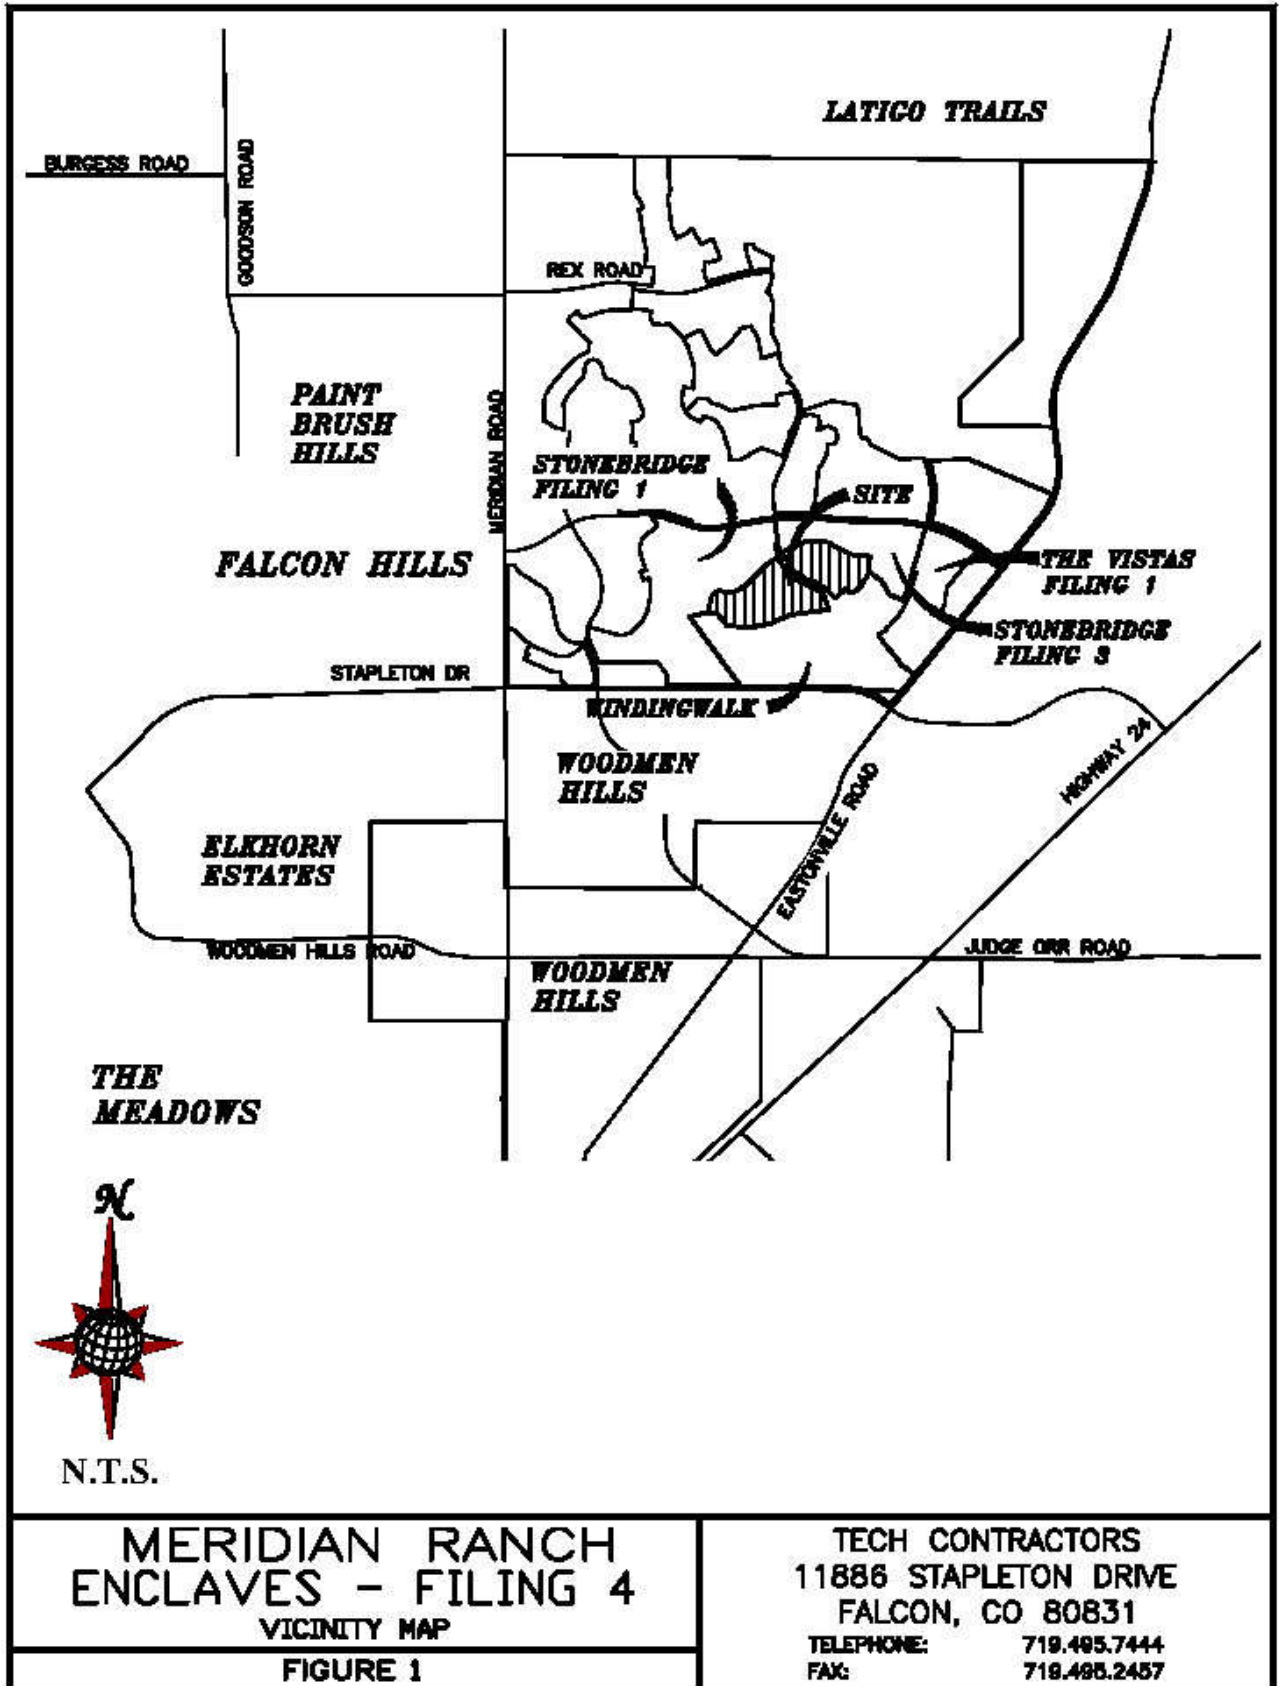 LATIGO TRAILS
BURGESS ROAD
GOODSON ROAD
REX ROAD
PAINT
BRUSH
HILLS
MERIDIAN ROAD
STONEBRIDGE
FILING 1
SITE
FALCON HILLS
THE VISTAS
FILING 1
STONEBRIDGE
FILING 3
STAPLETON DR
WINDINGWALK
HIGHWAY 24
WOODMEN
HILLS
EASTONVILLE ROAD
ELKHORN
ESTATES
WOODMEN HILLS ROAD
JUDGE ORR ROAD
WOODMEN
HILLS
THE
MEADOWS
N
N.T.S.
MERIDIAN RANCH
ENCLAVES - FILING 4
VICINITY MAP
FIGURE 1
TECH CONTRACTORS
11886 STAPLETON DRIVE
FALCON, CO 80831
TELEPHONE: 719.495.7444
FAX: 719.495.2457